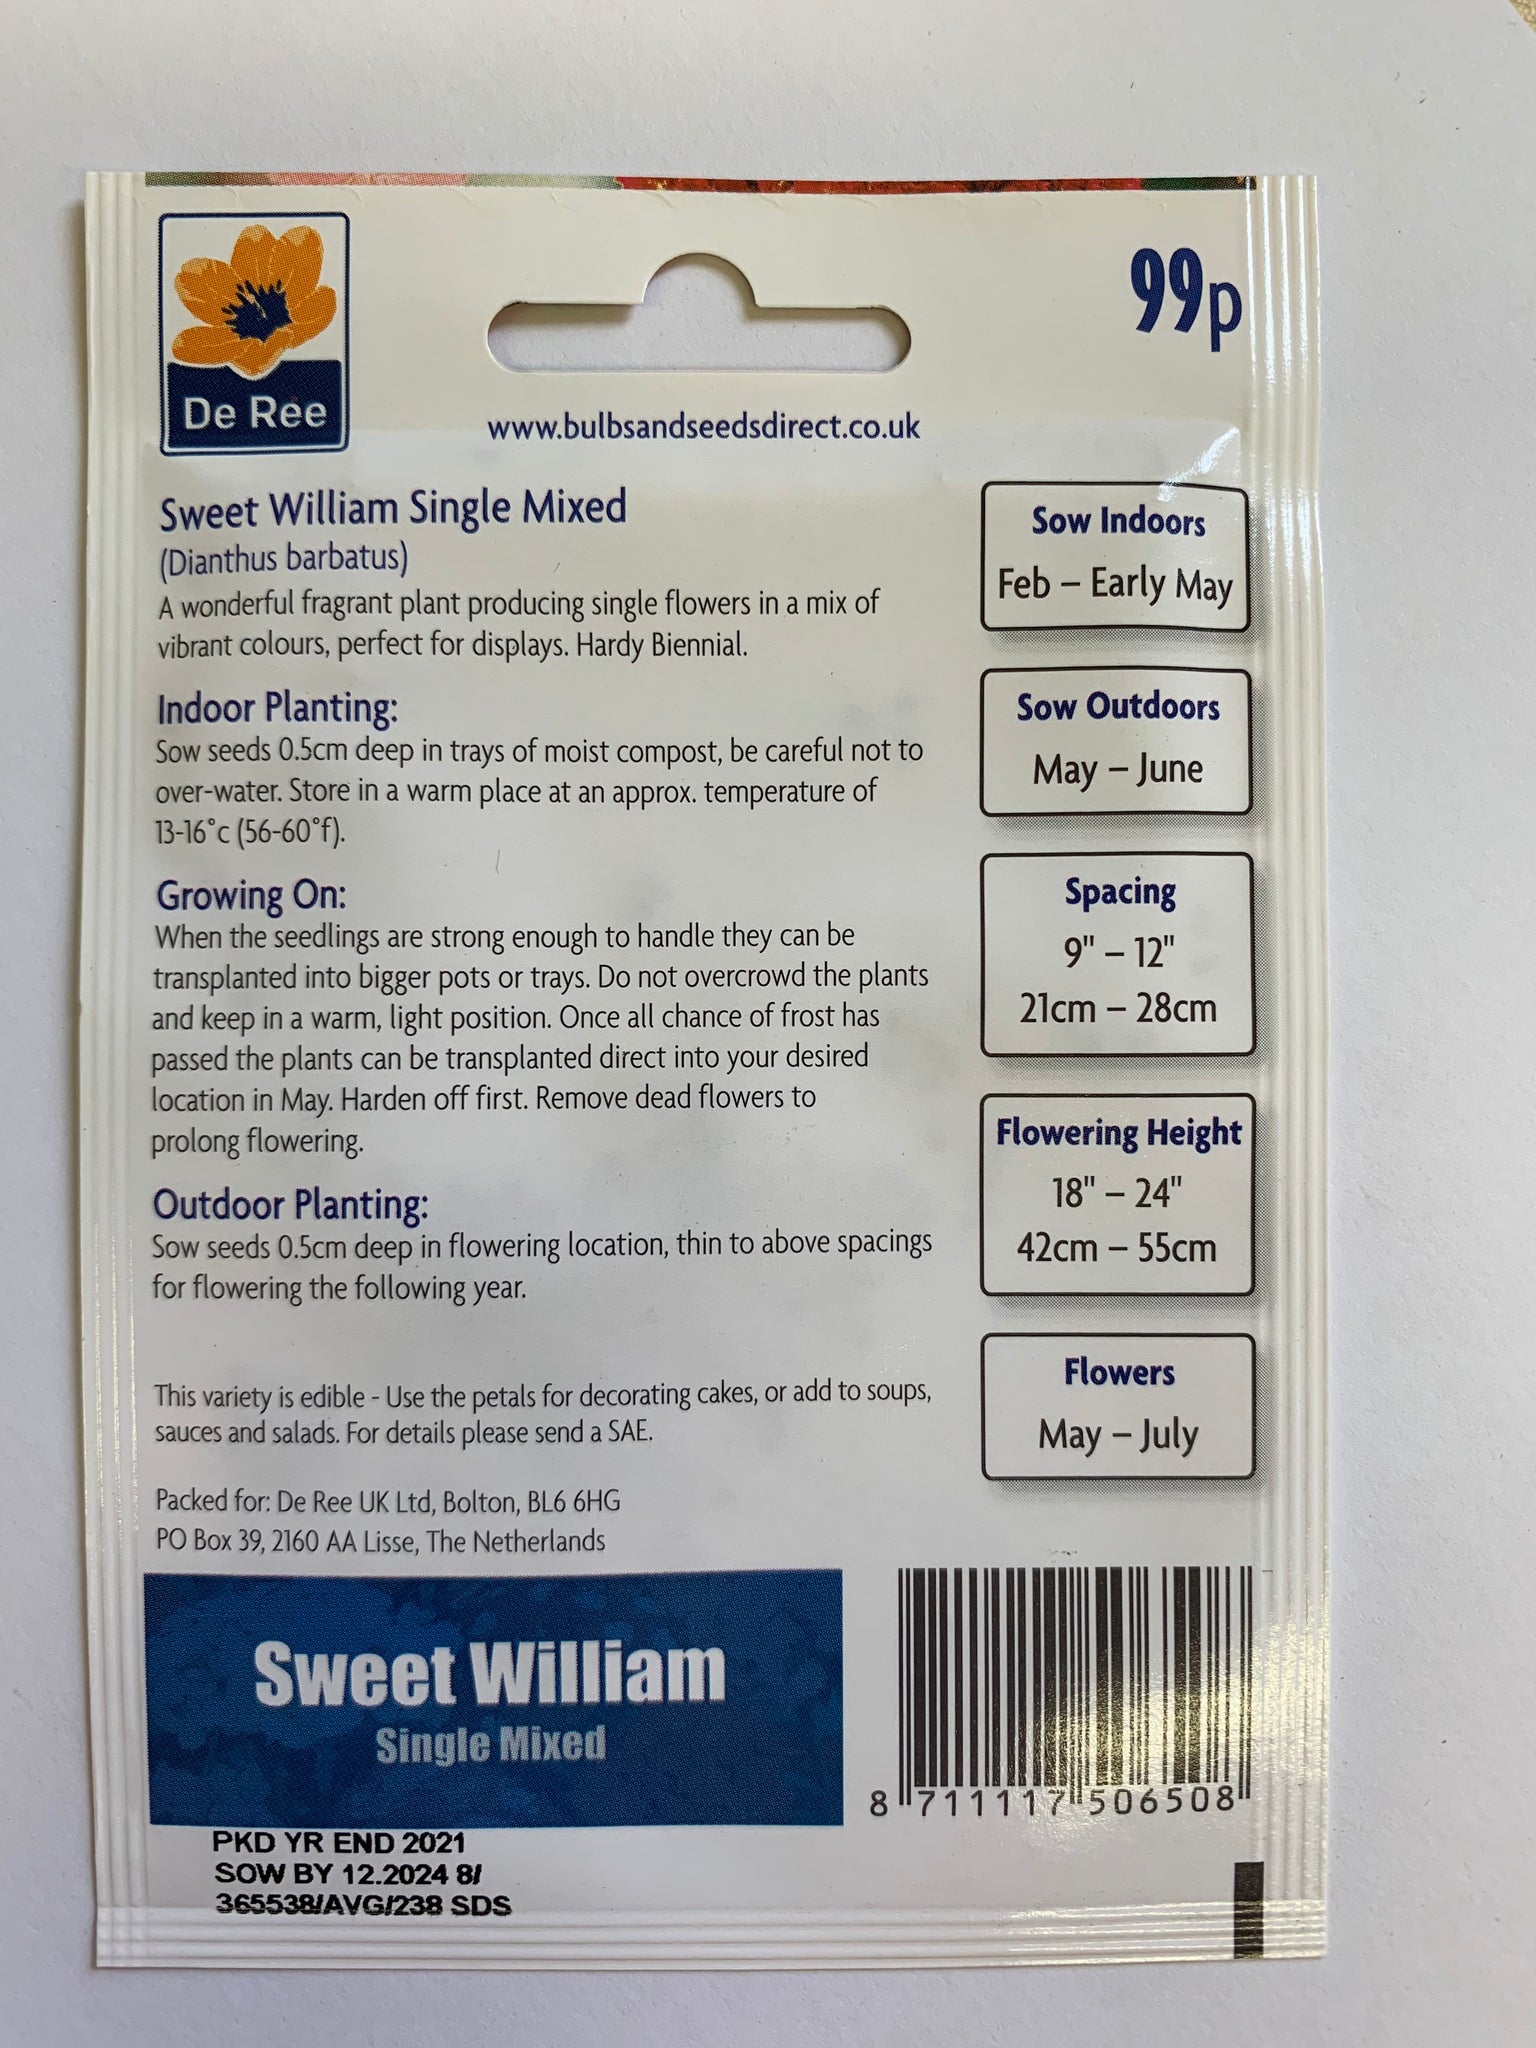 De Ree
99p
www.bulbsandseedsdirect.co.uk
Sweet William Single Mixed
(Dianthus barbatus)
A wonderful fragrant plant producing single flowers in a mix of
vibrant colours, perfect for displays. Hardy Biennial.
Indoor Planting:
Sow seeds 0.5cm deep in trays of moist compost, be careful not to
over-water. Store in a warm place at an approx. temperature of
13-16°c (56-60°f).
Growing On:
When the seedlings are strong enough to handle they can be
transplanted into bigger pots or trays. Do not overcrowd the plants
and keep in a warm, light position. Once all chance of frost has
passed the plants can be transplanted direct into your desired
location in May. Harden off first. Remove dead flowers to
prolong flowering.
Outdoor Planting:
Sow seeds 0.5cm deep in flowering location, thin to above spacings
for flowering the following year.
This variety is edible - Use the petals for decorating cakes, or add to soups,
sauces and salads. For details please send a SAE.
Packed for: De Ree UK Ltd, Bolton, BL6 6HG
PO Box 39, 2160 AA Lisse, The Netherlands
Sow Indoors
Feb – Early May
Sow Outdoors
May – June
Spacing
9" – 12"
21cm – 28cm
Flowering Height
18" – 24"
42cm – 55cm
Flowers
May – July
Sweet William
Single Mixed
8 711117 506508
PKD YR END 2021
SOW BY 12.2024 8/
365538/AVG/238 SDS